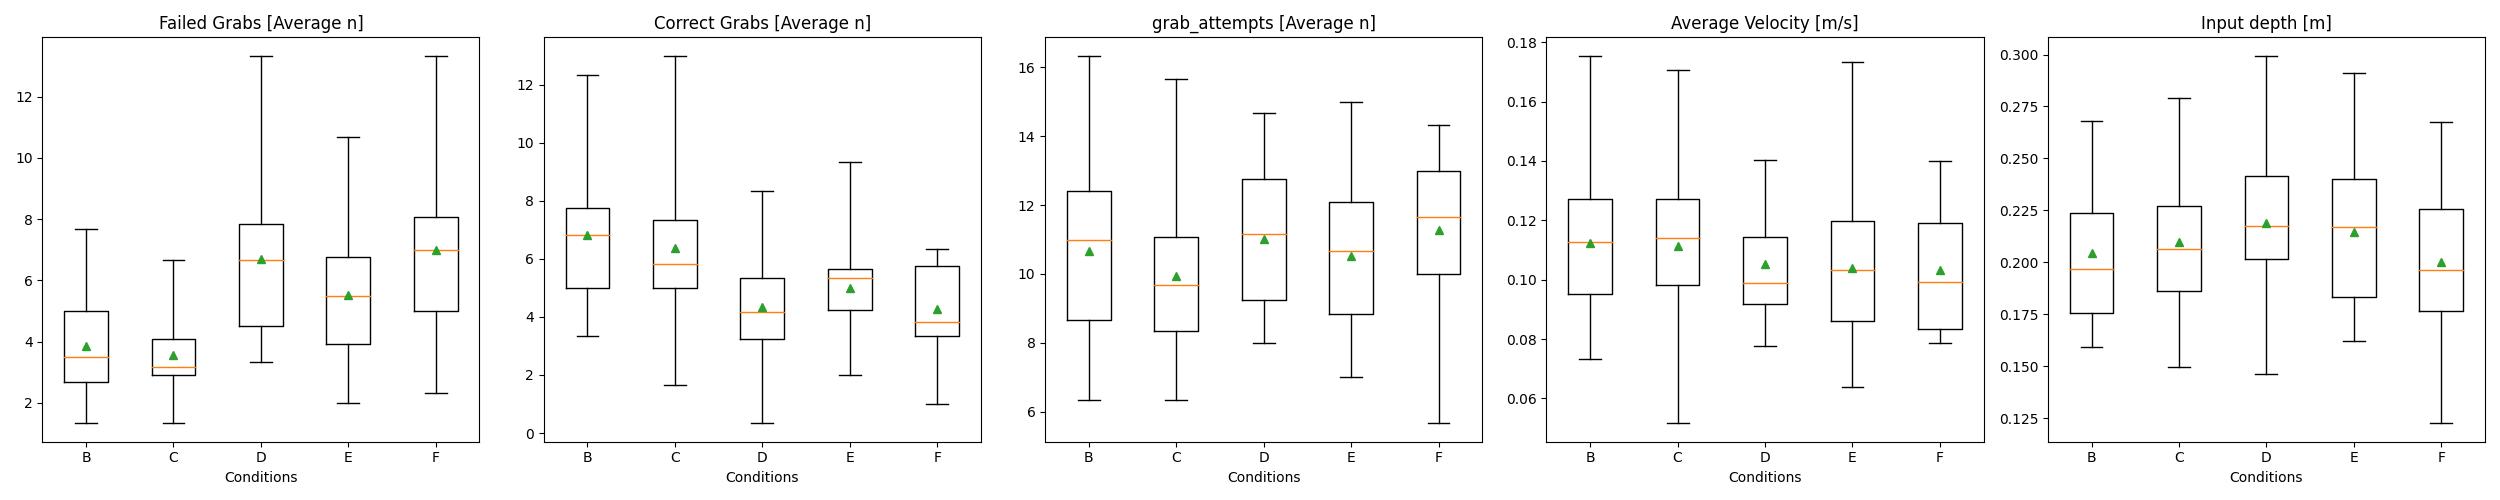 Failed Grabs [Average n]
12
10
8
6
4
2
B C D E F
Conditions
Correct Grabs [Average n]
12
10
8
6
4
2
0
B C D E F
Conditions
grab_attempts [Average n]
16
14
12
10
8
6
B C D E F
Conditions
Average Velocity [m/s]
0.18
0.16
0.14
0.12
0.10
0.08
0.06
B C D E F
Conditions
Input depth [m]
0.300
0.275
0.250
0.225
0.200
0.175
0.150
0.125
B C D E F
Conditions